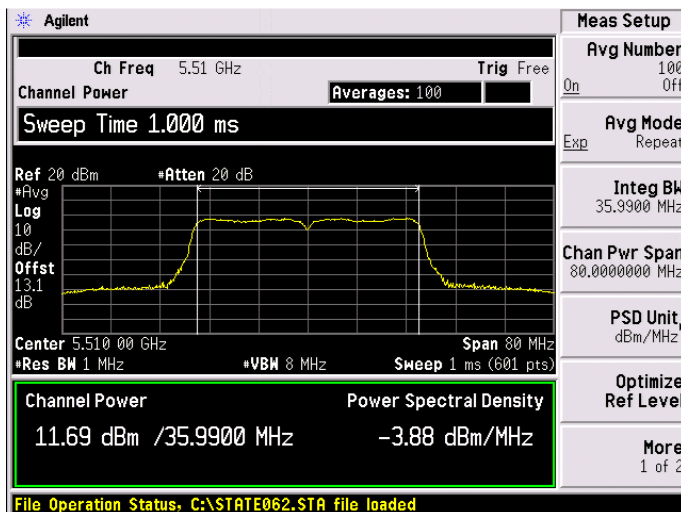 Agilent
Meas Setup
Ch Freq 5.51 GHz Trig Free
Channel Power Averages: 100
Sweep Time 1.000 ms
Ref 20 dBm #Atten 20 dB
#Avg
Log
10
dB/
Offst
13.1
dB
Center 5.510 00 GHz Span 80 MHz
#Res BW 1 MHz #VBW 8 MHz Sweep 1 ms (601 pts)
Channel Power Power Spectral Density
11.69 dBm /35.9900 MHz -3.88 dBm/MHz
File Operation Status, C:\STATE062.STA file loaded
Avg Number
100
On Off
Avg Mode
Exp Repeat
Integ BW
35.9900 MHz
Chan Pwr Span
80.0000000 MHz
PSD Unit
dBm/MHz
Optimize
Ref Level
More
1 of 2